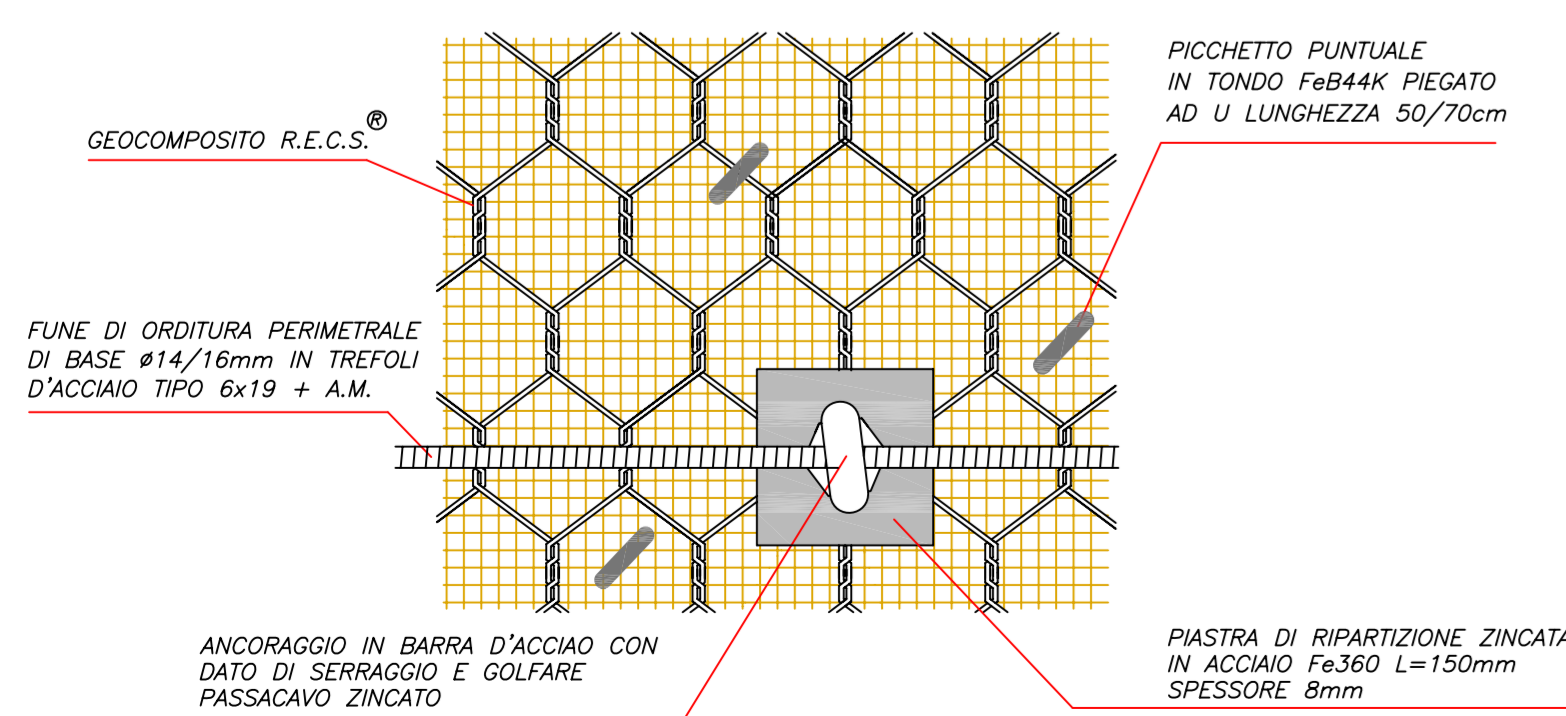 PICCHETTO PUNTUALE
IN TONDO FeB44K PIEGATO
AD U LUNGHEZZA 50/70cm
GEOCOMPOSITO R.E.C.S.®
FUNE DI ORDITURA PERIMETRALE
DI BASE ø14/16mm IN TREFOLI
D'ACCIAIO TIPO 6x19 + A.M.
ANCORAGGIO IN BARRA D'ACCIAO CON
DATO DI SERRAGGIO E GOLFARE
PASSACAVO ZINCATO
PIASTRA DI RIPARTIZIONE ZINCATA
IN ACCIAIO Fe360 L=150mm
SPESSORE 8mm